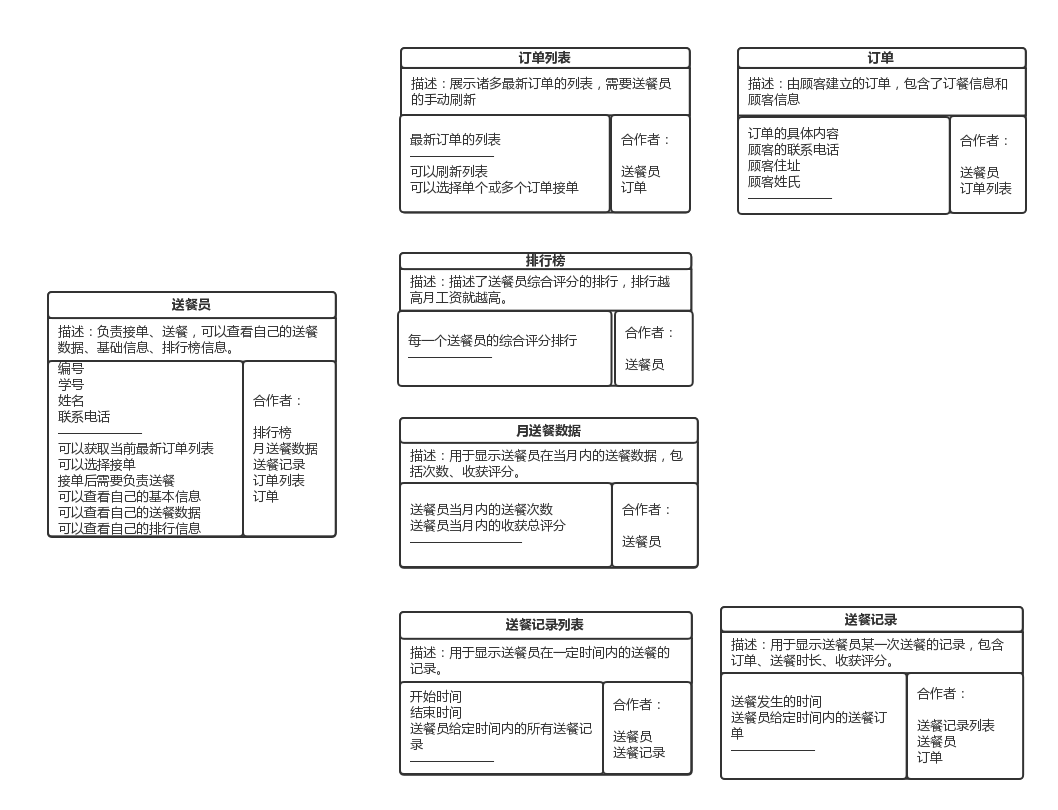 订单列表
描述：展示诸多最新订单的列表，需要送餐员
的手动刷新
最新订单的列表
可以刷新列表
可以选择单个或多个订单接单
合作者：
送餐员
订单
订单
描述：由顾客建立的订单，包含了订餐信息和
顾客信息
订单的具体内容
顾客的联系电话
顾客住址
顾客姓氏
合作者：
送餐员
订单列表
排行榜
描述：描述了送餐员综合评分的排行，排行越
高月工资就越高。
每一个送餐员的综合评分排行
合作者：
送餐员
送餐员
描述：负责接单、送餐，可以查看自己的送餐
数据、基础信息、排行榜信息。
编号
学号
姓名
联系电话
可以获取当前最新订单列表
可以选择接单
接单后需要负责送餐
可以查看自己的基本信息
可以查看自己的送餐数据
可以查看自己的排行信息
合作者：
排行榜
月送餐数据
送餐记录
订单列表
订单
月送餐数据
描述：用于显示送餐员在当月内的送餐数据，包
括次数、收获评分。
送餐员当月内的送餐次数
送餐员当月内的收获总评分
合作者：
送餐员
送餐记录列表
描述：用于显示送餐员在一定时间内的送餐的
记录。
开始时间
结束时间
送餐员给定时间内的所有送餐记
录
合作者：
送餐员
送餐记录
送餐记录
描述：用于显示送餐员某一次送餐的记录，包含
订单、送餐时长、收获评分。
送餐发生的时间
送餐员给定时间内的送餐订
单
合作者：
送餐记录列表
送餐员
订单